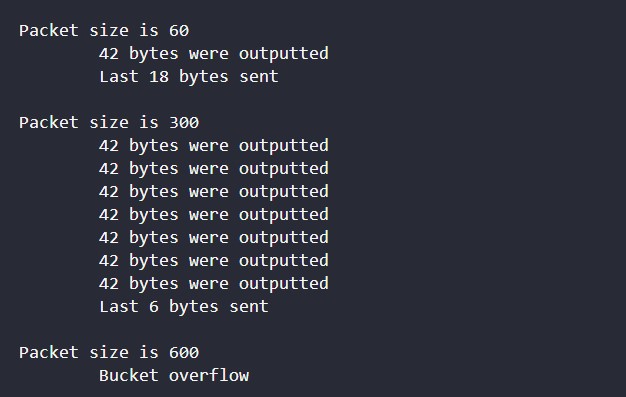 Packet size is 60
42 bytes were outputted
Last 18 bytes sent
Packet size is 300
42 bytes were outputted
42 bytes were outputted
42 bytes were outputted
42 bytes were outputted
42 bytes were outputted
42 bytes were outputted
42 bytes were outputted
Last 6 bytes sent
Packet size is 600
Bucket overflow